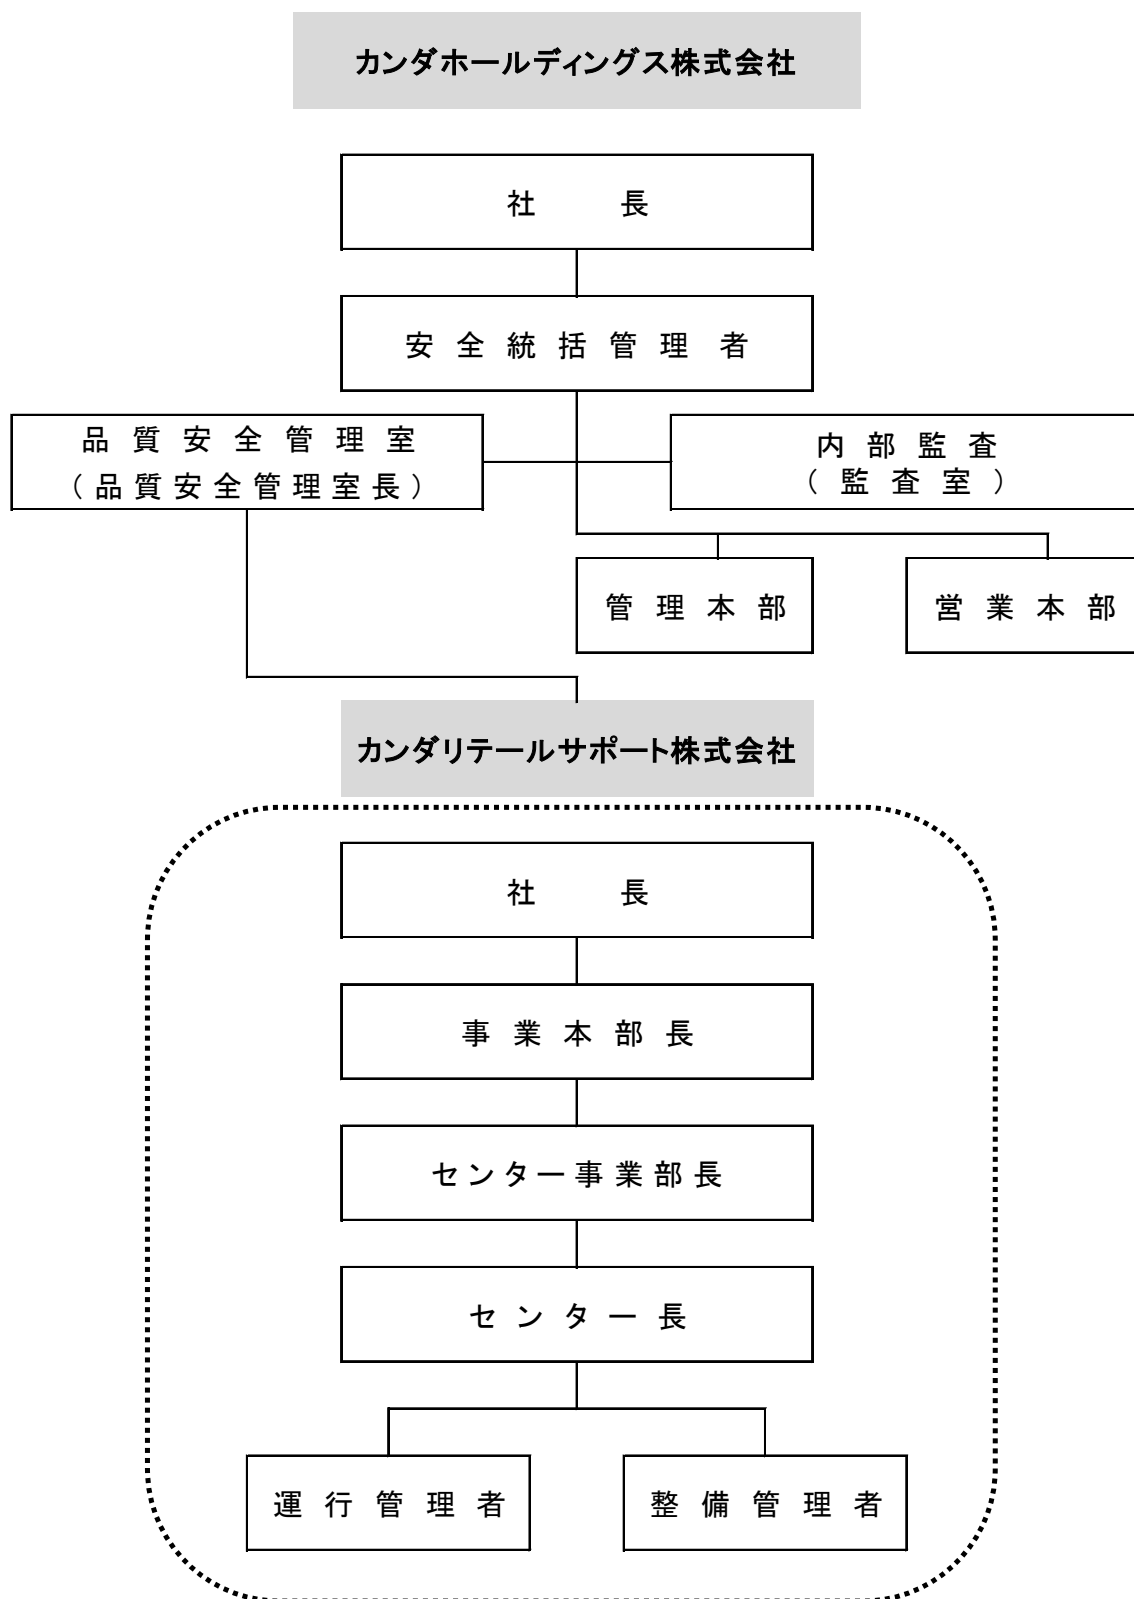 カンダホールディングス株式会社
社長
安全統括管理者
品質安全管理室
（品質安全管理室長）
内部監査
（監査室）
管理本部
営業本部
カンダリテールサポート株式会社
社長
事業本部長
センター事業部長
センター長
運行管理者
整備管理者